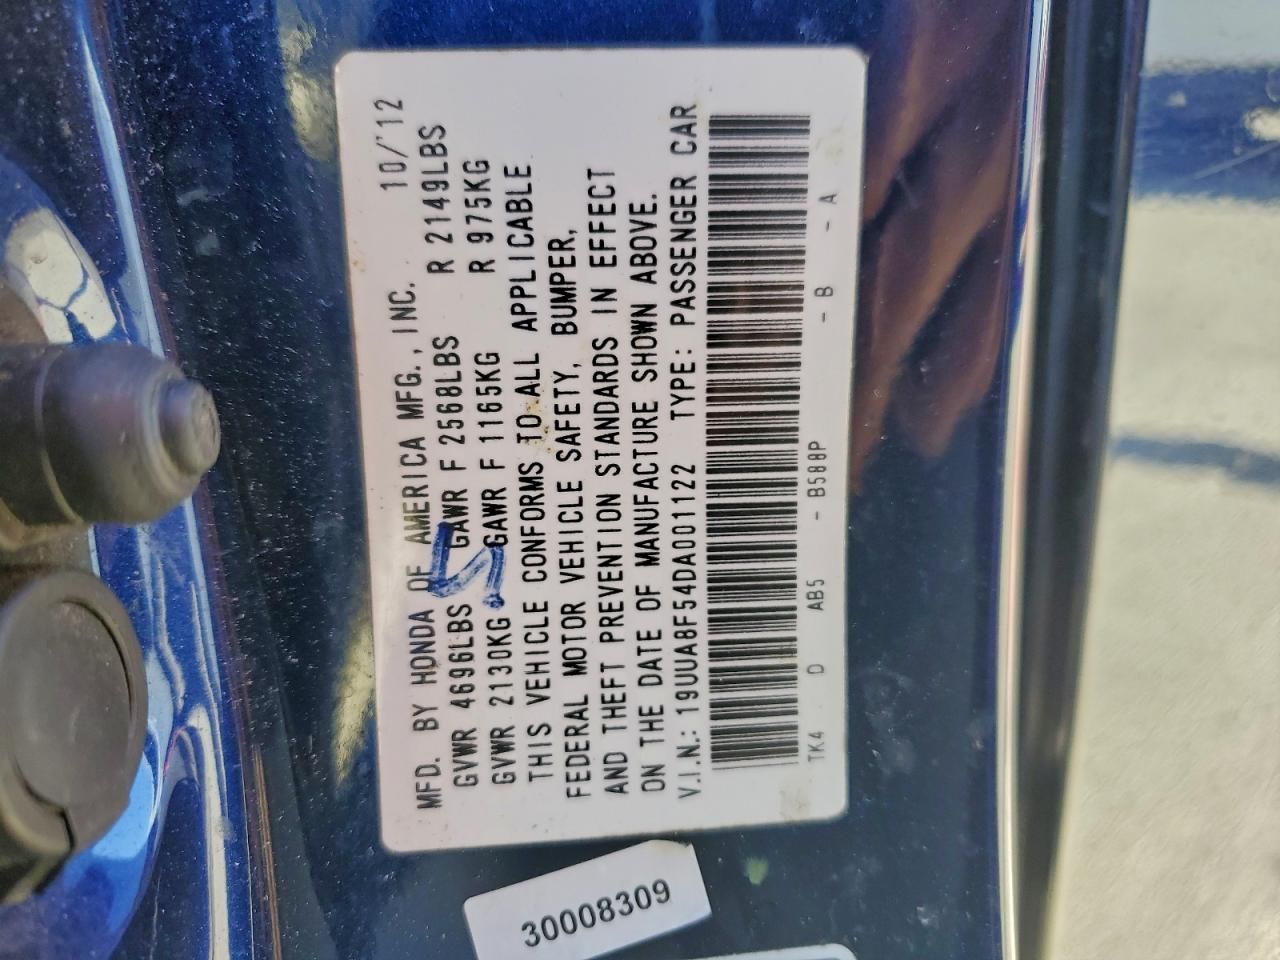 MFD. BY HONDA OF AMERICA MFG., INC. 10/'12
GVWR 4696LBS GAWR F 2568LBS R 2149LBS
GVWR 2130KG GAWR F 1165KG R 975KG
THIS VEHICLE CONFORMS TO ALL APPLICABLE
FEDERAL MOTOR VEHICLE SAFETY, BUMPER,
AND THEFT PREVENTION STANDARDS IN EFFECT
ON THE DATE OF MANUFACTURE SHOWN ABOVE.
V.I.N.: 19UUA8F54DA001122 TYPE: PASSENGER CAR
TK4 D AB5 - B588P - B - A
5
30008309